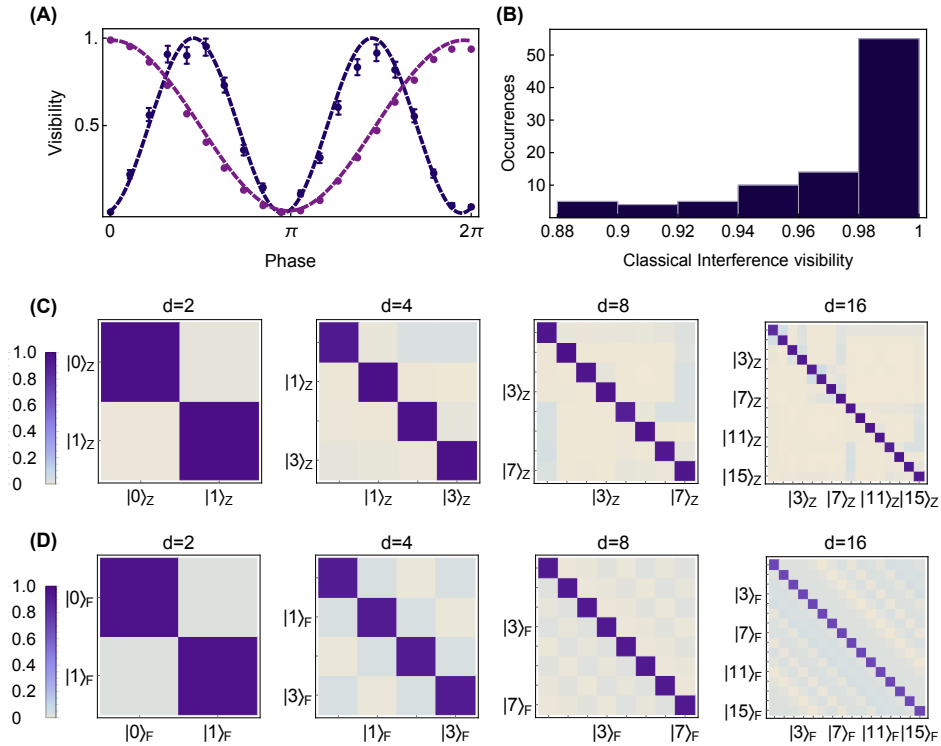 (A)
Visibility
1.
0.5
0
π
2π
Phase
(B)
Occurrences
50
40
30
20
10
0.88
0.9
0.92
0.94
0.96
0.98
1
Classical Interference visibility
(C)
1.0
0.8
0.6
0.4
0.2
0
d=2
|0⟩Z
|1⟩Z
|0⟩Z
|1⟩Z
d=4
|1⟩Z
|3⟩Z
|1⟩Z
|3⟩Z
d=8
|3⟩Z
|7⟩Z
|3⟩Z
|7⟩Z
d=16
|3⟩Z
|7⟩Z
|11⟩Z
|15⟩Z
|3⟩Z |7⟩Z |11⟩Z |15⟩Z
(D)
1.0
0.8
0.6
0.4
0.2
0
d=2
|0⟩F
|1⟩F
|0⟩F
|1⟩F
d=4
|1⟩F
|3⟩F
|1⟩F
|3⟩F
d=8
|3⟩F
|7⟩F
|3⟩F
|7⟩F
d=16
|3⟩F
|7⟩F
|11⟩F
|15⟩F
|3⟩F |7⟩F |11⟩F |15⟩F